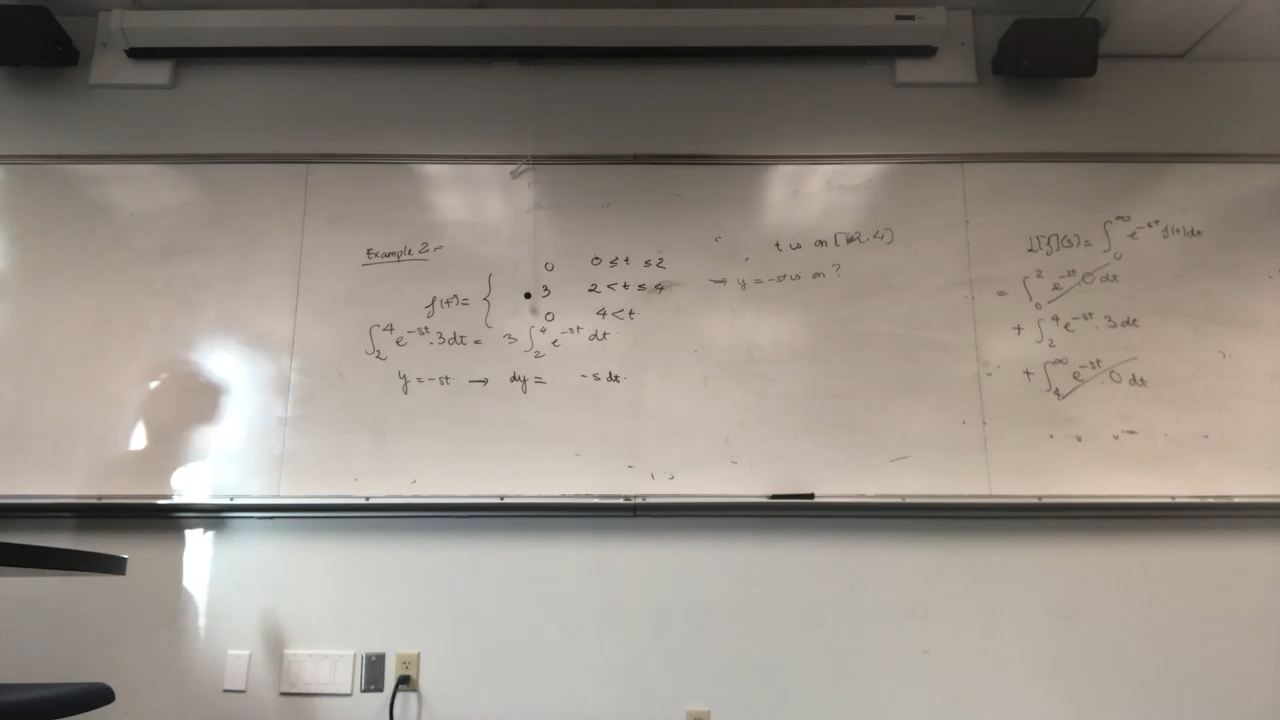 Example 2:
f(t) = {
0 0 ≤ t ≤ 2
3 2 < t ≤ 4
0 4 < t
∫₂⁴ e^{-st}.3dt = 3 ∫₂⁴ e^{-st} dt.
y = -st. → dy = -s dt.
t is on [2,4]
→ y = -st is on ?
L[f](s) = ∫₀^∞ e^{-st} f(t)dt
= ∫₀² e^{-st}.0 dt
+ ∫₂⁴ e^{-st}.3 dt
+ ∫₄^∞ e^{-st}.0 dt